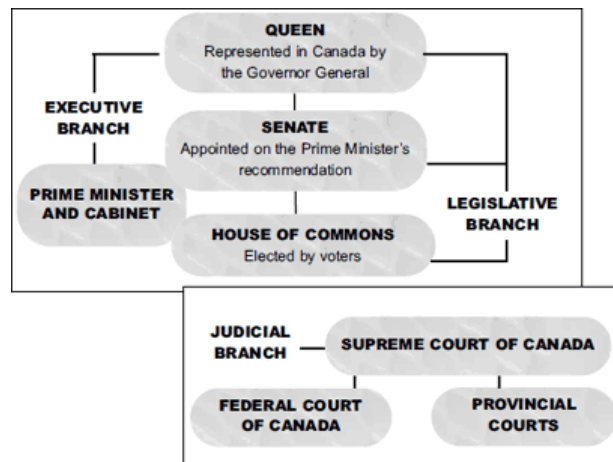 QUEEN
Represented in Canada by
the Governor General
EXECUTIVE
BRANCH
SENATE
Appointed on the Prime Minister's
recommendation
PRIME MINISTER
AND CABINET
LEGISLATIVE
BRANCH
HOUSE OF COMMONS
Elected by voters
JUDICIAL
BRANCH
SUPREME COURT OF CANADA
FEDERAL COURT
OF CANADA
PROVINCIAL
COURTS